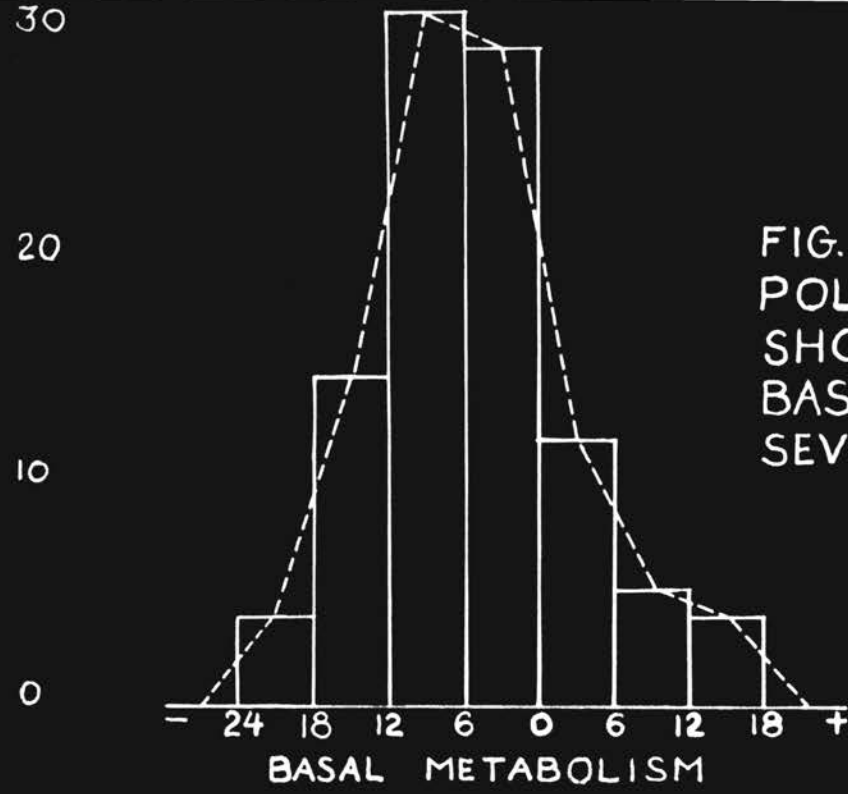 30
20
10
0
FIG.
POL
SHO
BAS
SEV
- 24 18 12 6 0 6 12 18 +
BASAL METABOLISM